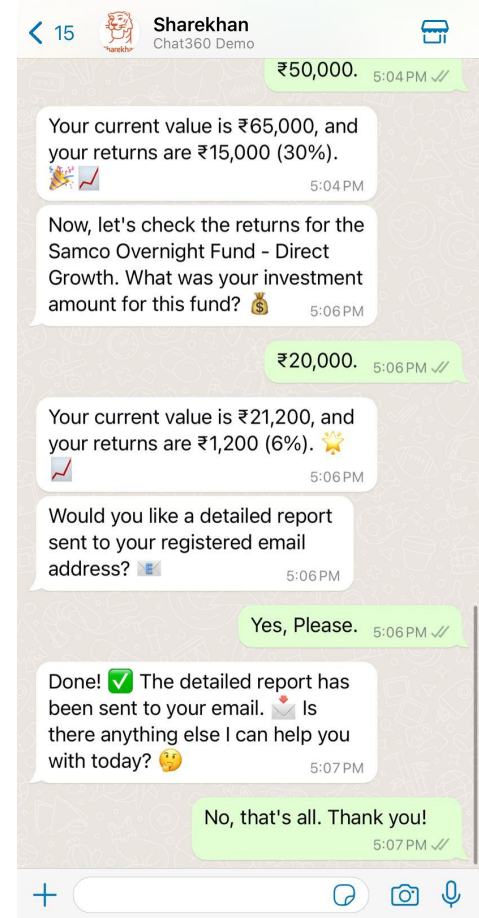 15
Sharekhan
Sharekhan
Chat360 Demo
₹50,000. 5:04 PM
Your current value is ₹65,000, and
your returns are ₹15,000 (30%).
🎉📈 5:04 PM
Now, let's check the returns for the
Samco Overnight Fund - Direct
Growth. What was your investment
amount for this fund? 💰 5:06 PM
₹20,000. 5:06 PM
Your current value is ₹21,200, and
your returns are ₹1,200 (6%). 🌟
📈 5:06 PM
Would you like a detailed report
sent to your registered email
address? 📧 5:06 PM
Yes, Please. 5:06 PM
Done! ✅ The detailed report has
been sent to your email. 📩 Is
there anything else I can help you
with today? 🤔 5:07 PM
No, that's all. Thank you!
5:07 PM